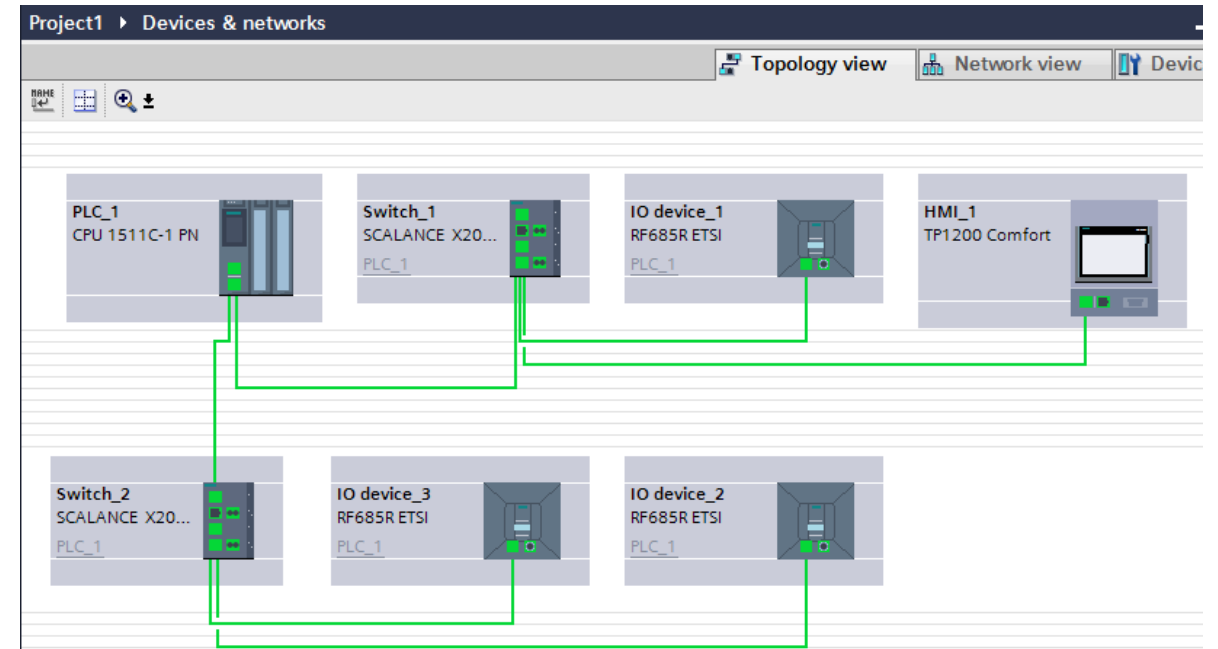 Project1 ▸ Devices & networks
Topology view
Network view
Devic
NAME
PLC_1
CPU 1511C-1 PN
Switch_1
SCALANCE X20...
PLC_1
IO device_1
RF685R ETSI
PLC_1
HMI_1
TP1200 Comfort
Switch_2
SCALANCE X20...
PLC_1
IO device_3
RF685R ETSI
PLC_1
IO device_2
RF685R ETSI
PLC_1